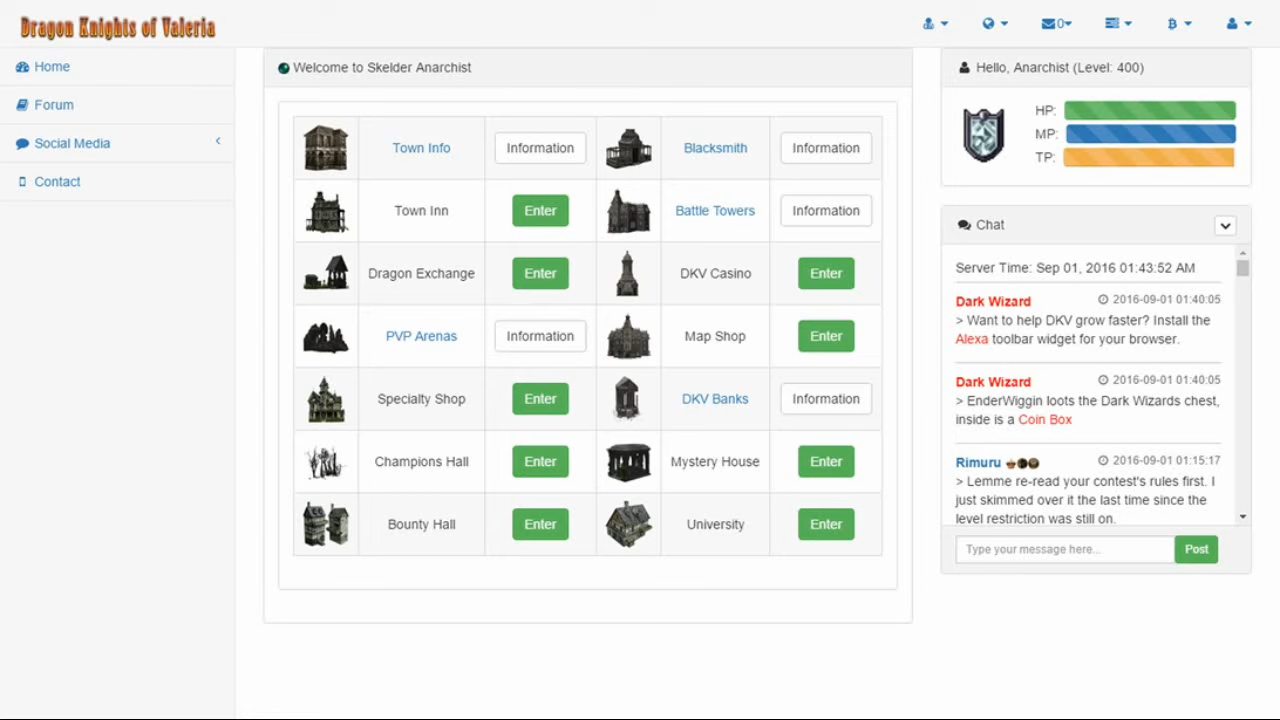 Dragon Knights of Valeria
0
Home
Forum
Social Media
Contact
Welcome to Skelder Anarchist
Town Info Information Blacksmith Information
Town Inn Enter Battle Towers Information
Dragon Exchange Enter DKV Casino Enter
PVP Arenas Information Map Shop Enter
Specialty Shop Enter DKV Banks Information
Champions Hall Enter Mystery House Enter
Bounty Hall Enter University Enter
Hello, Anarchist (Level: 400)
HP:
MP:
TP:
Chat
Server Time: Sep 01, 2016 01:43:52 AM
Dark Wizard 2016-09-01 01:40:05
> Want to help DKV grow faster? Install the
Alexa toolbar widget for your browser.
Dark Wizard 2016-09-01 01:40:05
> EnderWiggin loots the Dark Wizards chest,
inside is a Coin Box
Rimuru 2016-09-01 01:15:17
> Lemme re-read your contest's rules first. I
just skimmed over it the last time since the
level restriction was still on.
Type your message here... Post